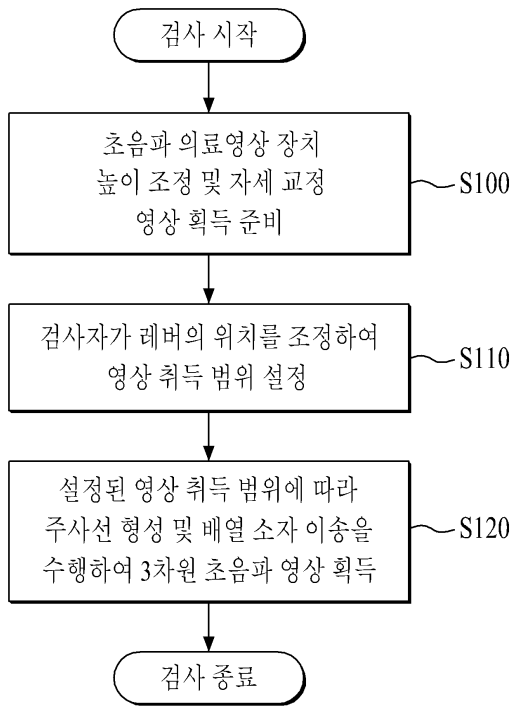 검사 시작
초음파 의료영상 장치
높이 조정 및 자세 교정
영상 획득 준비
S100
검사자가 레버의 위치를 조정하여
영상 취득 범위 설정
S110
설정된 영상 취득 범위에 따라
주사선 형성 및 배열 소자 이송을
수행하여 3차원 초음파 영상 획득
S120
검사 종료